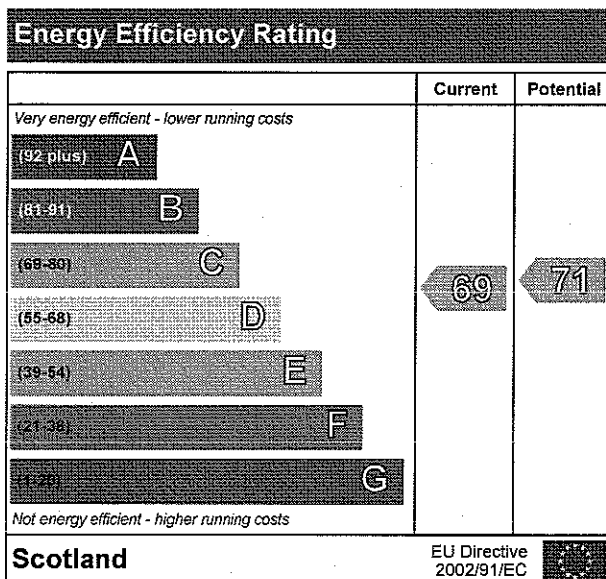 Energy Efficiency Rating
Current
Potential
Very energy efficient - lower running costs
(92 plus) A
(81-91) B
(69-80) C
(55-68) D
(39-54) E
(21-38) F
(1-20) G
69
71
Not energy efficient - higher running costs
Scotland
EU Directive
2002/91/EC